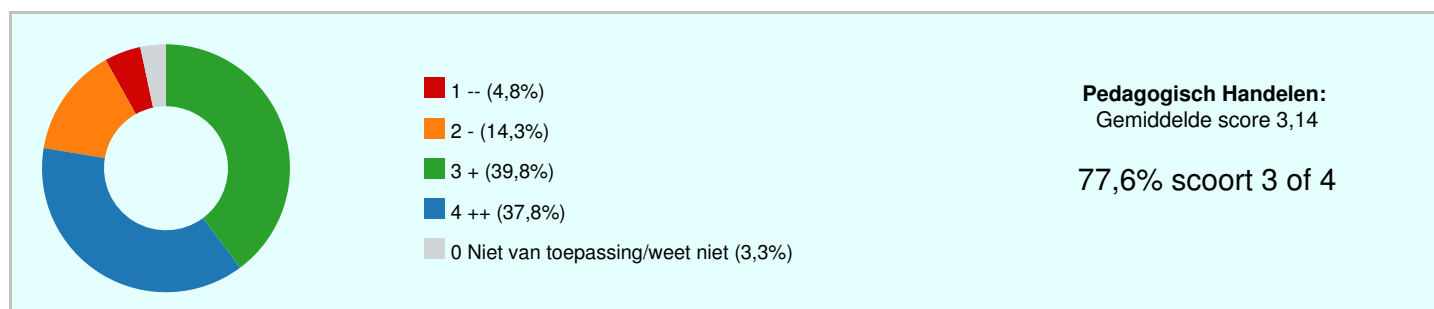 1 -- (4,8%)
2 - (14,3%)
3 + (39,8%)
4 ++ (37,8%)
0 Niet van toepassing/weet niet (3,3%)
Pedagogisch Handelen:
Gemiddelde score 3,14
77,6% scoort 3 of 4